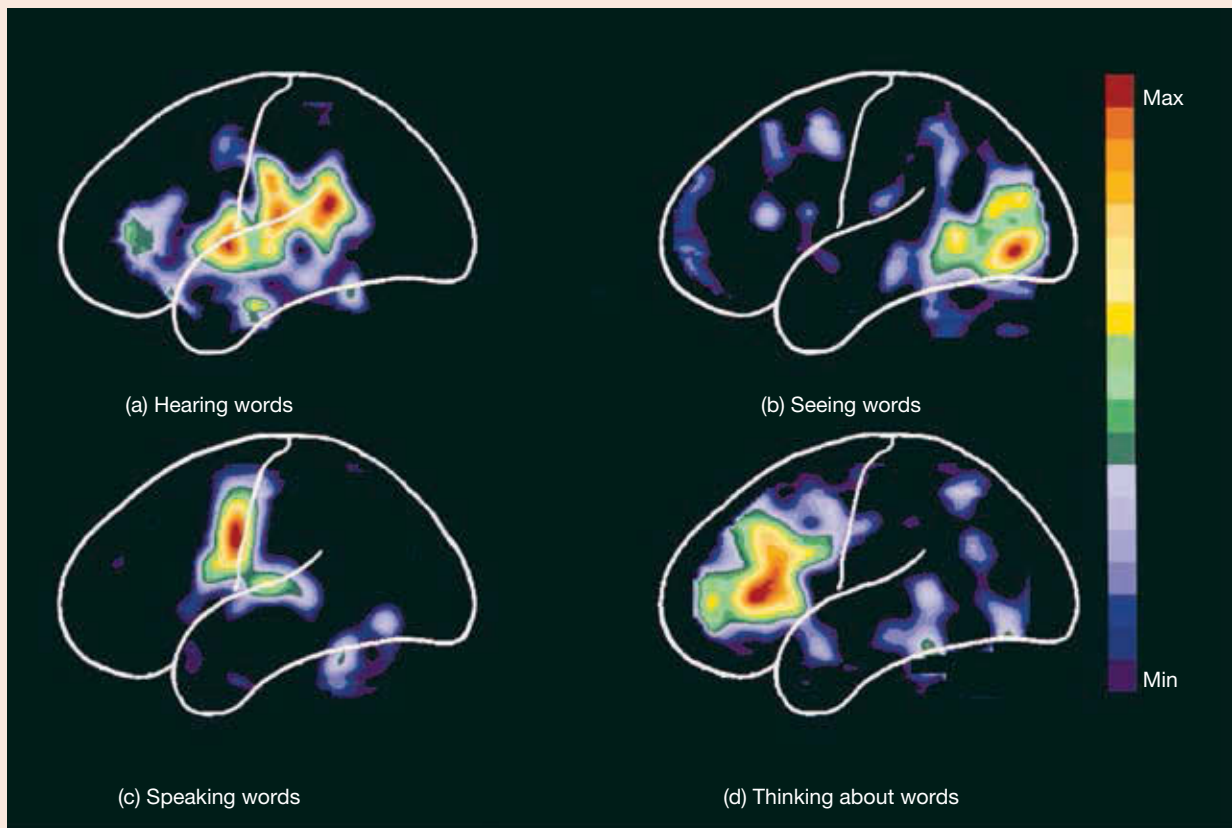 Max
(a) Hearing words
(b) Seeing words
Min
(c) Speaking words
(d) Thinking about words